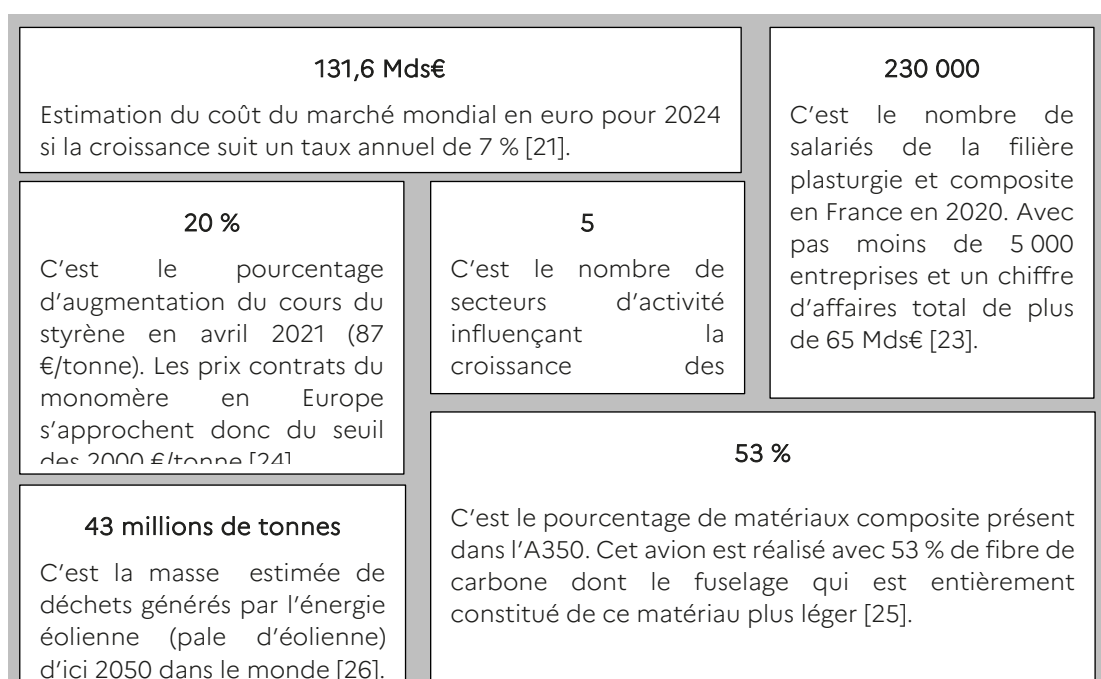 131,6 Mds€
Estimation du coût du marché mondial en euro pour 2024
si la croissance suit un taux annuel de 7 % [21].
230 000
C’est le nombre de
salariés de la filière
plasturgie et composite
en France en 2020. Avec
pas moins de 5 000
entreprises et un chiffre
d’affaires total de plus
de 65 Mds€ [23].
20 %
C’est le pourcentage
d’augmentation du cours du
styrène en avril 2021 (87
€/tonne). Les prix contrats du
monomère en Europe
s’approchent donc du seuil
des 2000 €/tonne [24]
5
C’est le nombre de
secteurs d’activité
influençant la
croissance des
53 %
C’est le pourcentage de matériaux composite présent
dans l’A350. Cet avion est réalisé avec 53 % de fibre de
carbone dont le fuselage qui est entièrement
constitué de ce matériau plus léger [25].
43 millions de tonnes
C’est la masse estimée de
déchets générés par l’énergie
éolienne (pale d’éolienne)
d’ici 2050 dans le monde [26].